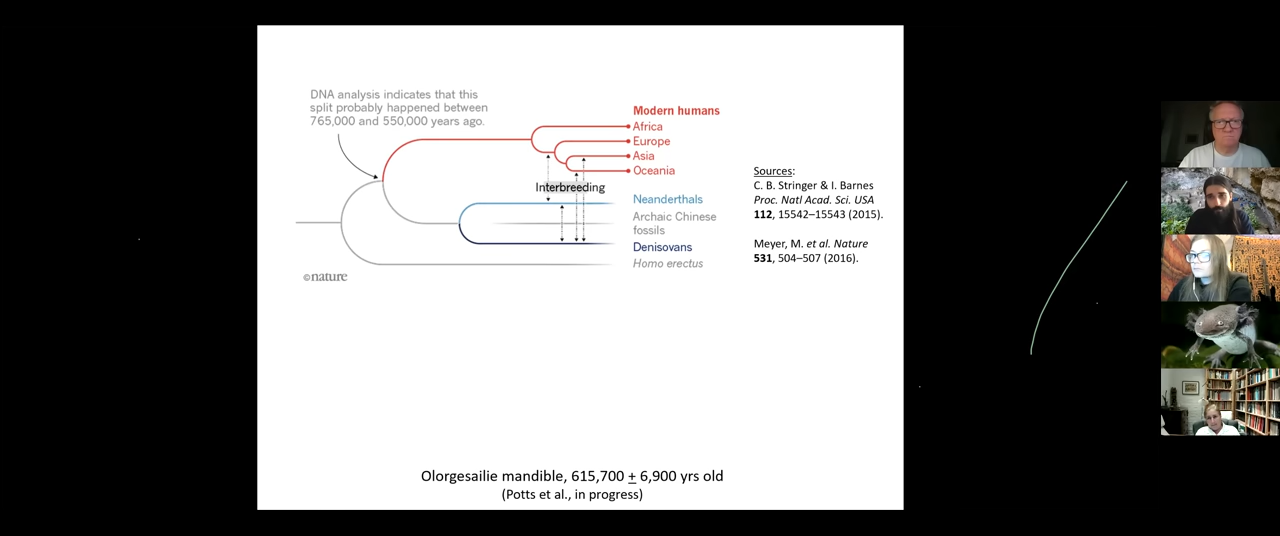 DNA analysis indicates that this
split probably happened between
765,000 and 550,000 years ago.
Modern humans
Africa
Europe
Asia
Oceania
Interbreeding
Neanderthals
Archaic Chinese
fossils
Denisovans
Homo erectus
©nature
Sources:
C. B. Stringer & I. Barnes
Proc. Natl Acad. Sci. USA
112, 15542–15543 (2015).
Meyer, M. et al. Nature
531, 504–507 (2016).
Olorgesailie mandible, 615,700 ± 6,900 yrs old
(Potts et al., in progress)